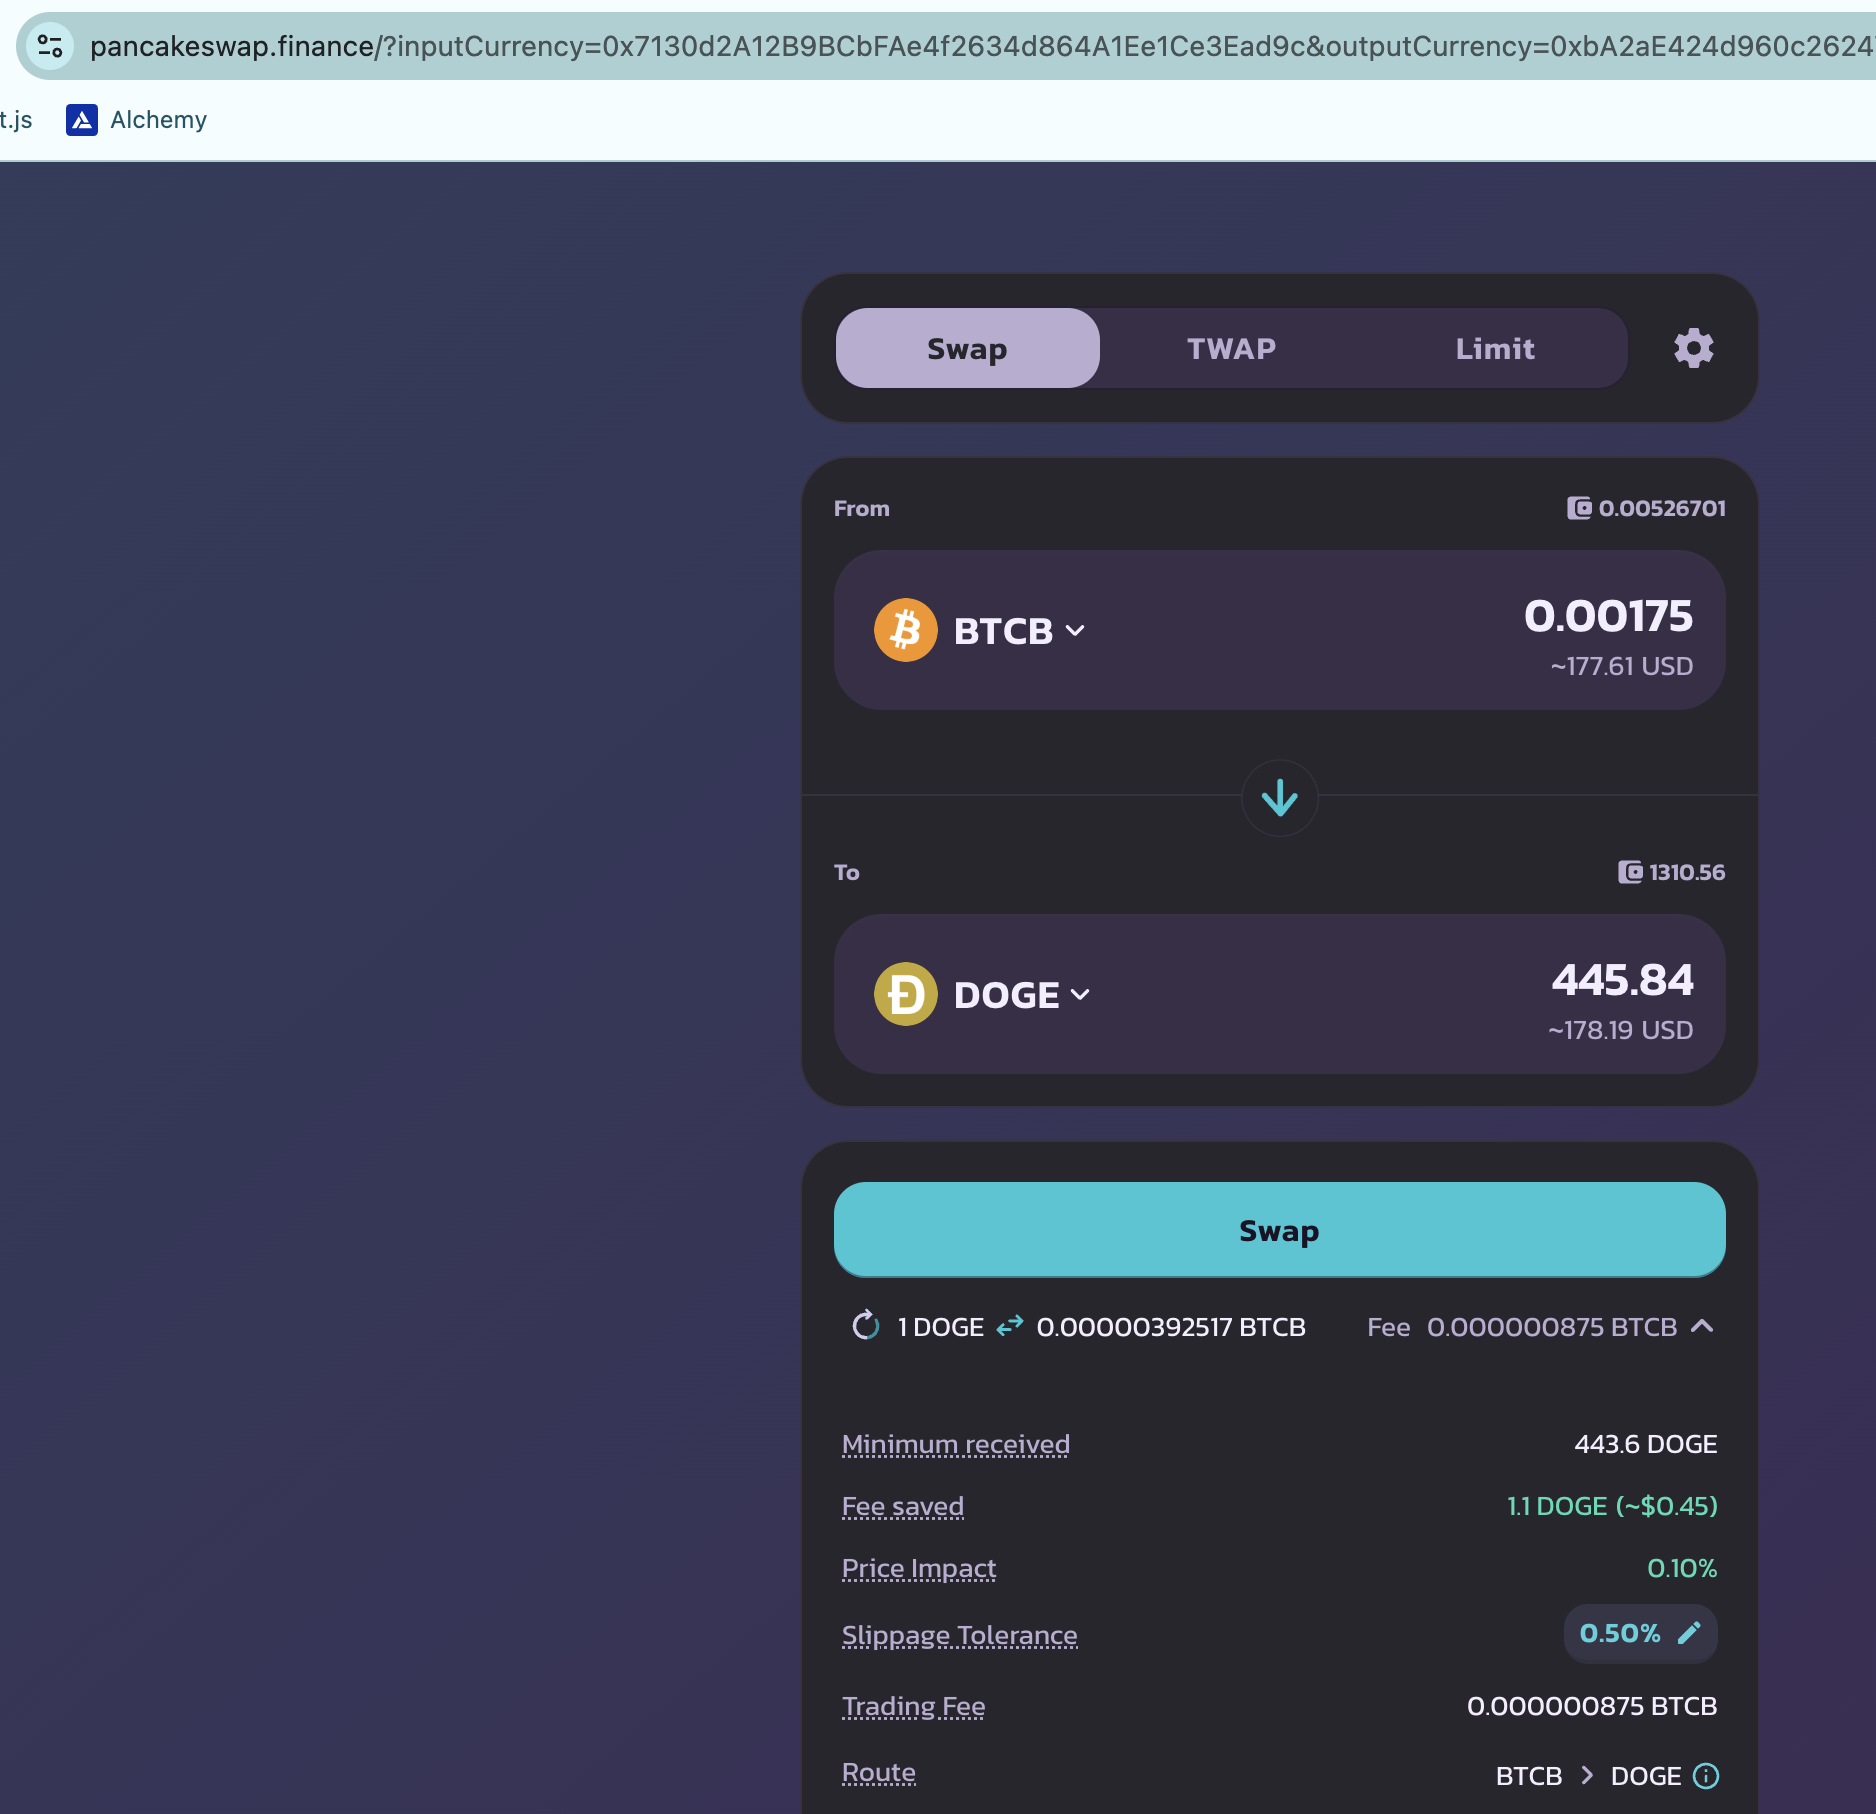 pancakeswap.finance/?inputCurrency=0x7130d2A12B9BCbFAe4f2634d864A1Ee1Ce3Ead9c&outputCurrency=0xbA2aE424d960c2624
t.js Alchemy
Swap TWAP Limit
From 0.00526701
BTCB 0.00175
~177.61 USD
To 1310.56
DOGE 445.84
~178.19 USD
Swap
1 DOGE 0.00000392517 BTCB Fee 0.000000875 BTCB
Minimum received 443.6 DOGE
Fee saved 1.1 DOGE (~$0.45)
Price Impact 0.10%
Slippage Tolerance 0.50%
Trading Fee 0.000000875 BTCB
Route BTCB > DOGE